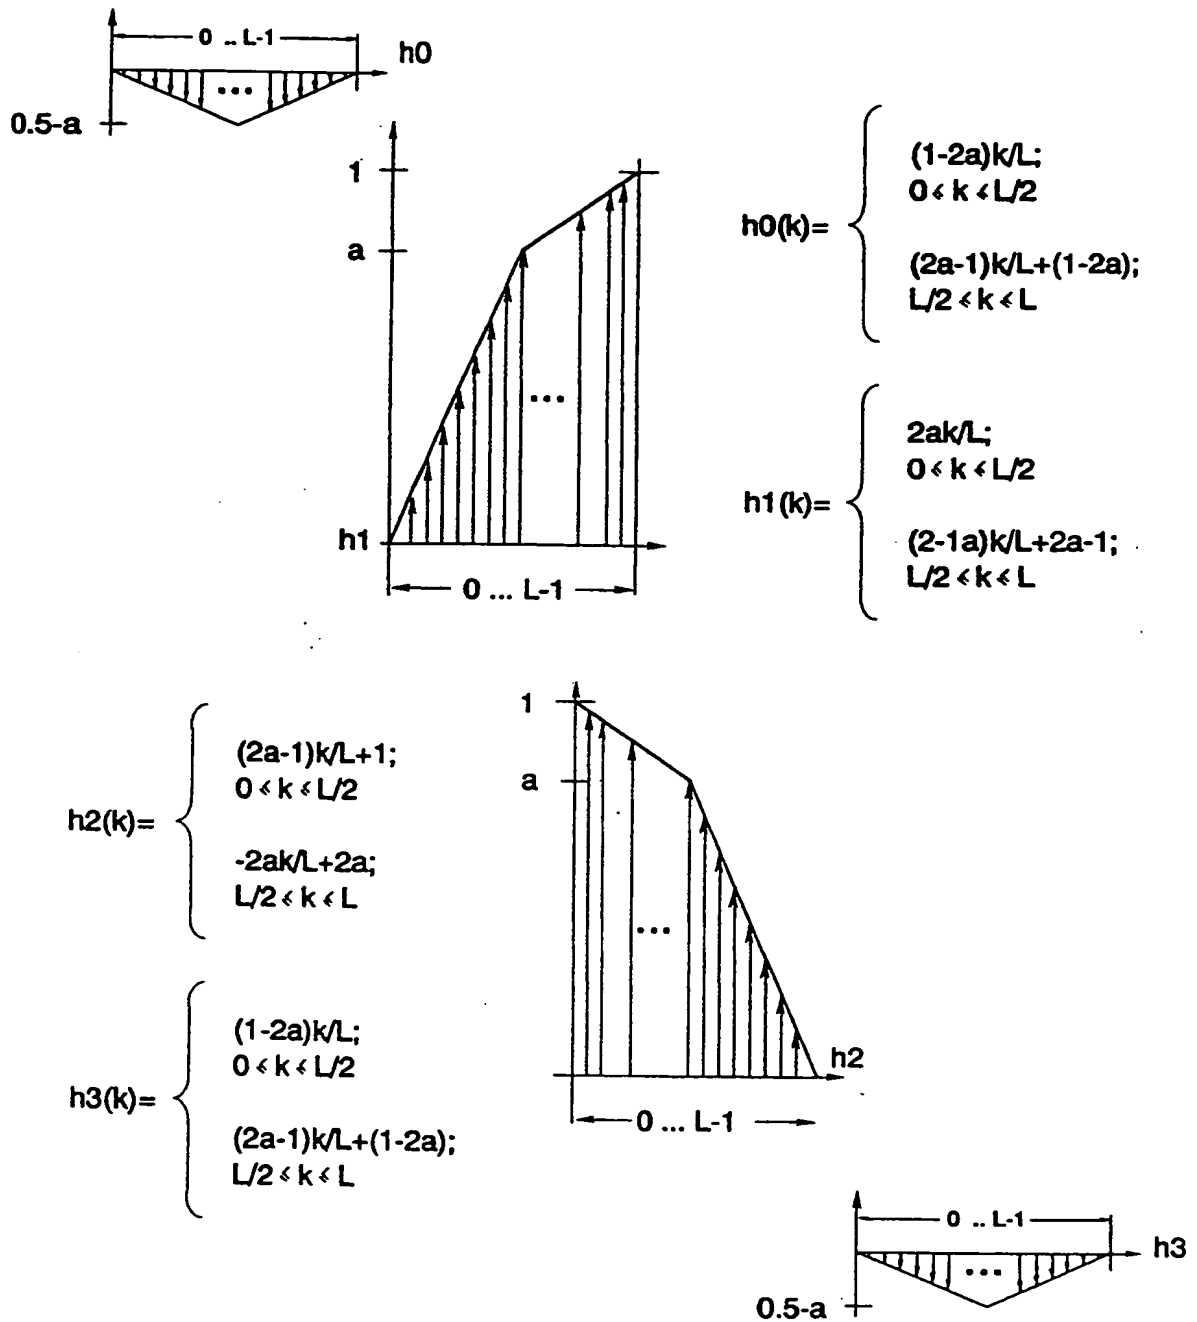 0 .. L-1
h0
0.5-a
1
a
h1
0 ... L-1
h0(k)=
(1-2a)k/L;
0 ≤ k ≤ L/2
(2a-1)k/L+(1-2a);
L/2 ≤ k ≤ L
h1(k)=
2ak/L;
0 ≤ k ≤ L/2
(2-1a)k/L+2a-1;
L/2 ≤ k ≤ L
h2(k)=
(2a-1)k/L+1;
0 ≤ k ≤ L/2
-2ak/L+2a;
L/2 ≤ k ≤ L
1
a
...
h2
0 ... L-1
h3(k)=
(1-2a)k/L;
0 ≤ k ≤ L/2
(2a-1)k/L+(1-2a);
L/2 ≤ k ≤ L
0 .. L-1
h3
0.5-a